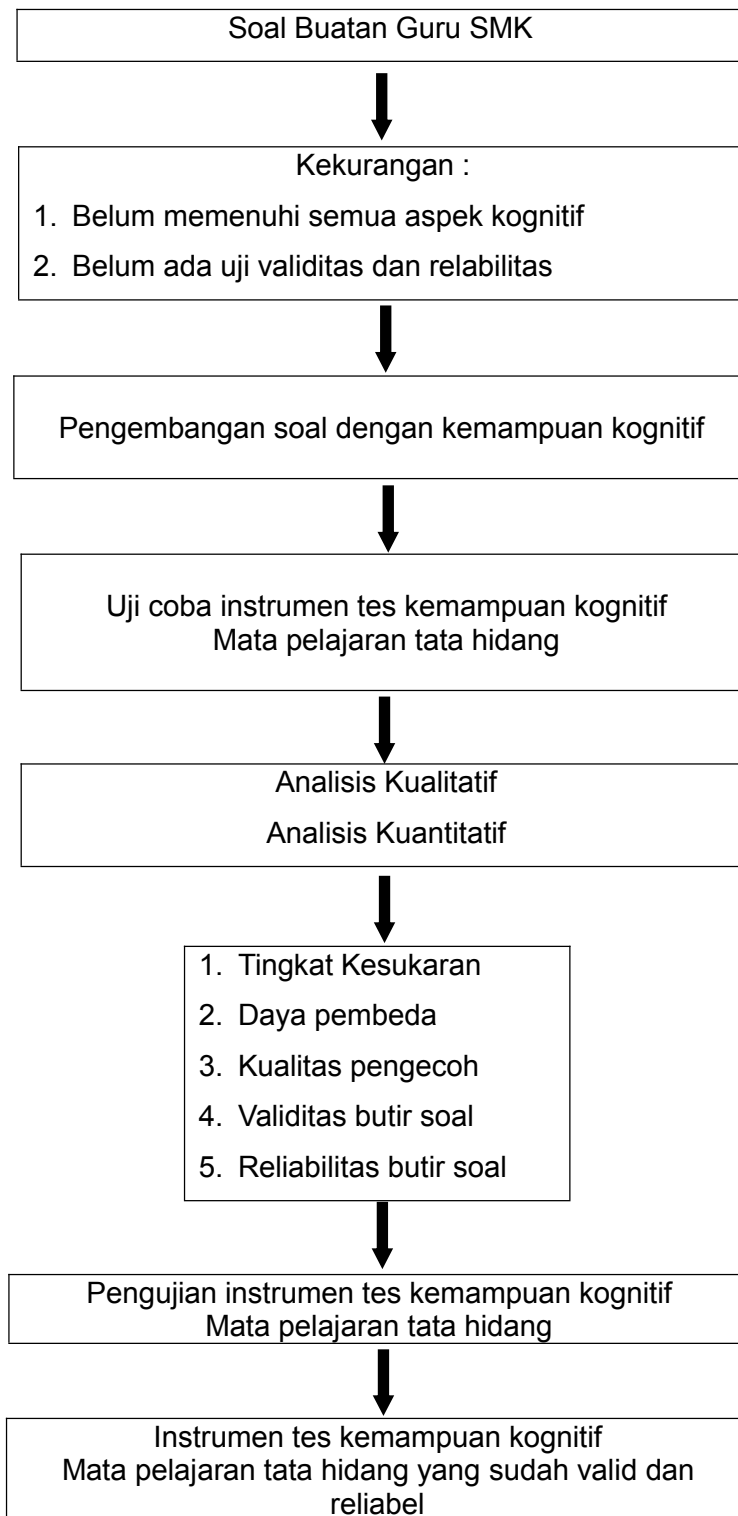 Soal Buatan Guru SMK
Kekurangan :
1. Belum memenuhi semua aspek kognitif
2. Belum ada uji validitas dan relabilitas
Pengembangan soal dengan kemampuan kognitif
Uji coba instrumen tes kemampuan kognitif
Mata pelajaran tata hidang
Analisis Kualitatif
Analisis Kuantitatif
1. Tingkat Kesukaran
2. Daya pembeda
3. Kualitas pengecoh
4. Validitas butir soal
5. Reliabilitas butir soal
Pengujian instrumen tes kemampuan kognitif
Mata pelajaran tata hidang
Instrumen tes kemampuan kognitif
Mata pelajaran tata hidang yang sudah valid dan
reliabel